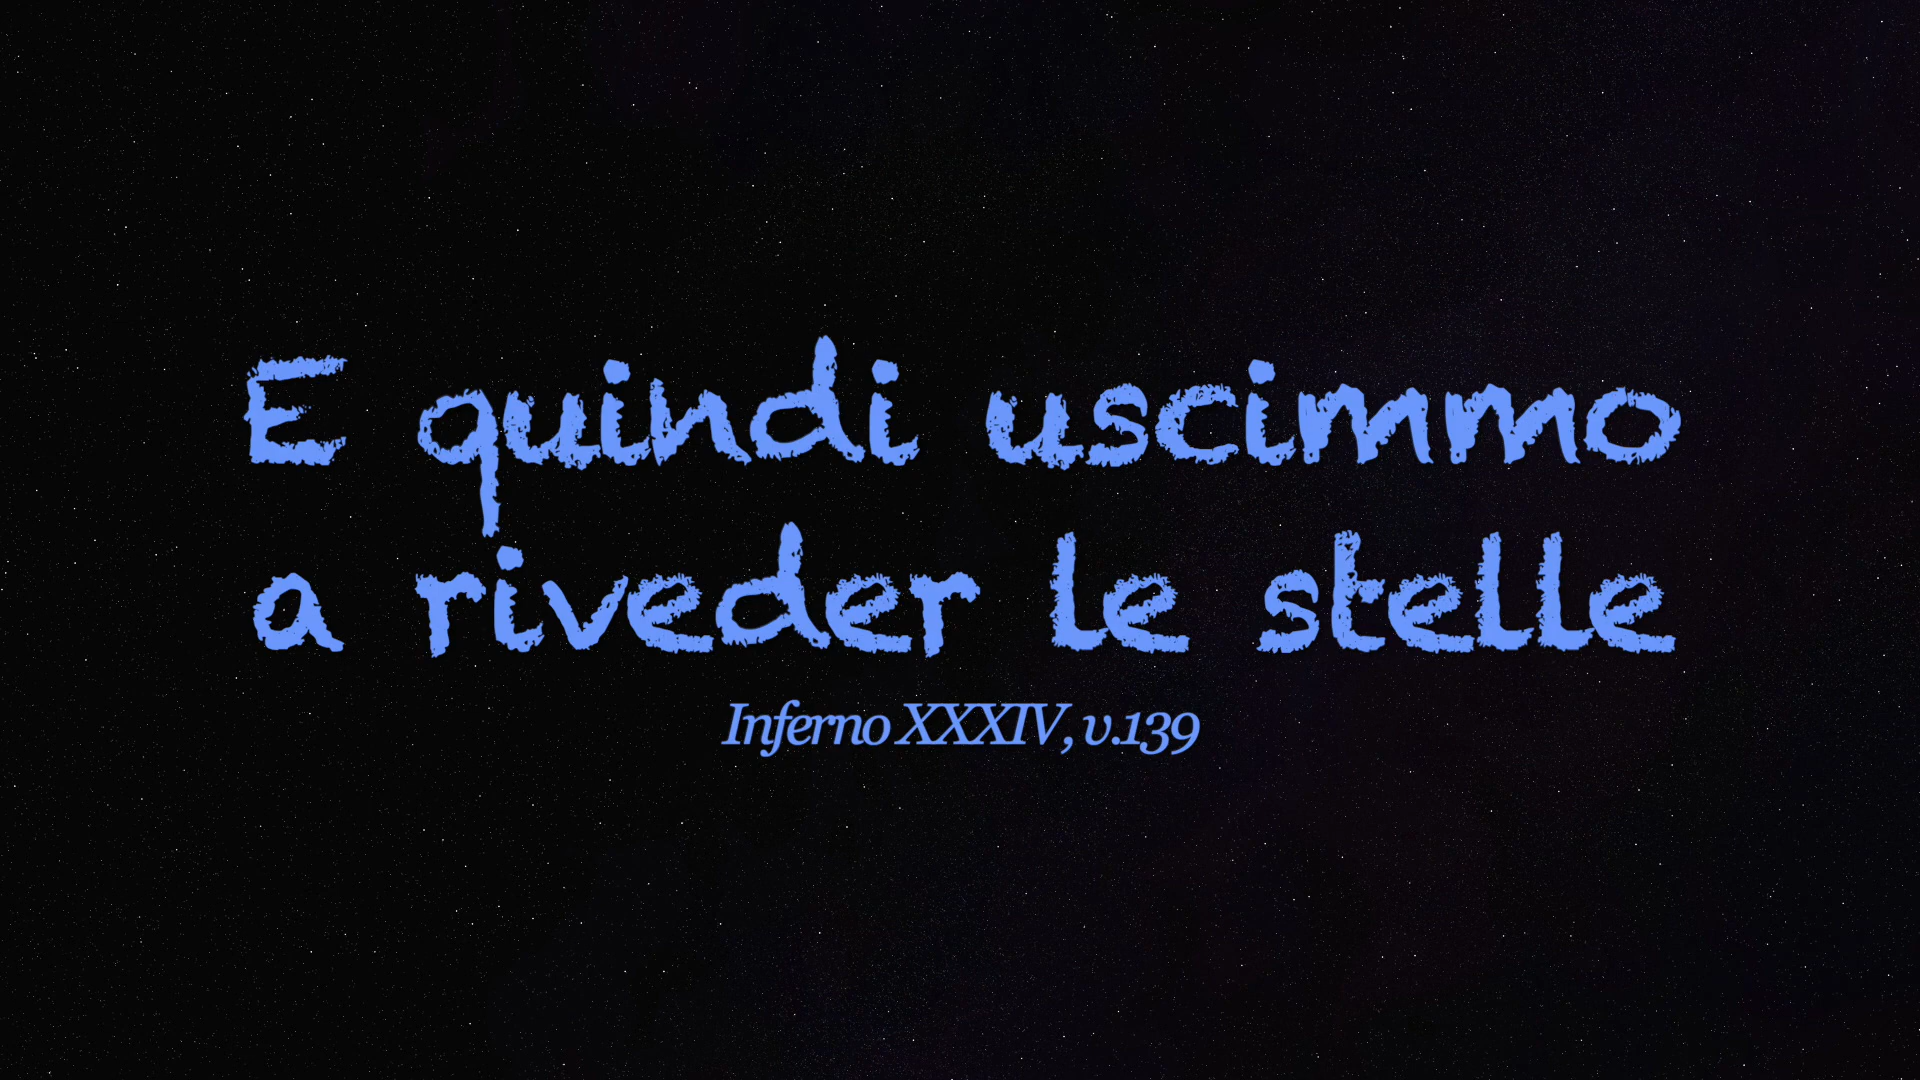 E quindi uscimmo
a riveder le stelle
Inferno XXXIV, v.139